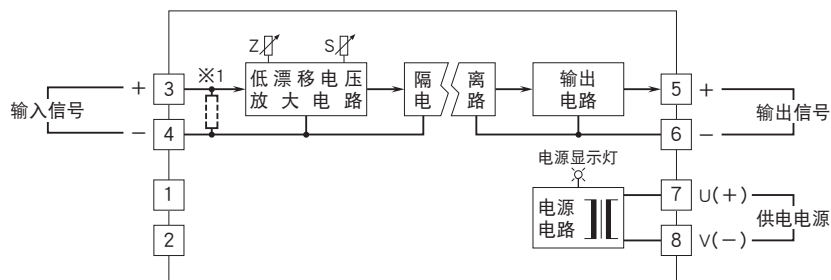 Z S
※1
+ 3 低漂移电压 隔 离 输出 5 +
放大电路 电 路 电路
输入信号 输出信号
− 4 6 −
电源显示灯
1 电源 7 U(+)
电路 供电电源
2 8 V(−)